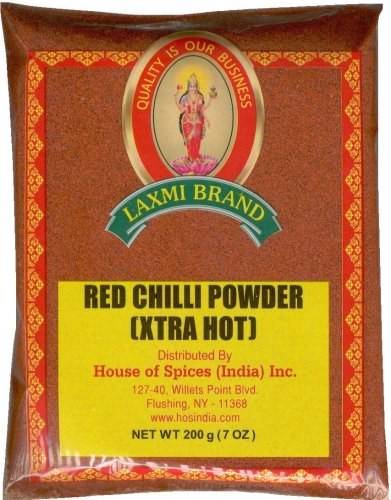 QUALITY IS OUR BUSINESS
LAXMI BRAND
RED CHILLI POWDER
(XTRA HOT)
Distributed By
House of Spices (India) Inc.
127-40, Willets Point Blvd.
Flushing, NY - 11368
www.hosindia.com
NET WT 200 g (7 OZ)